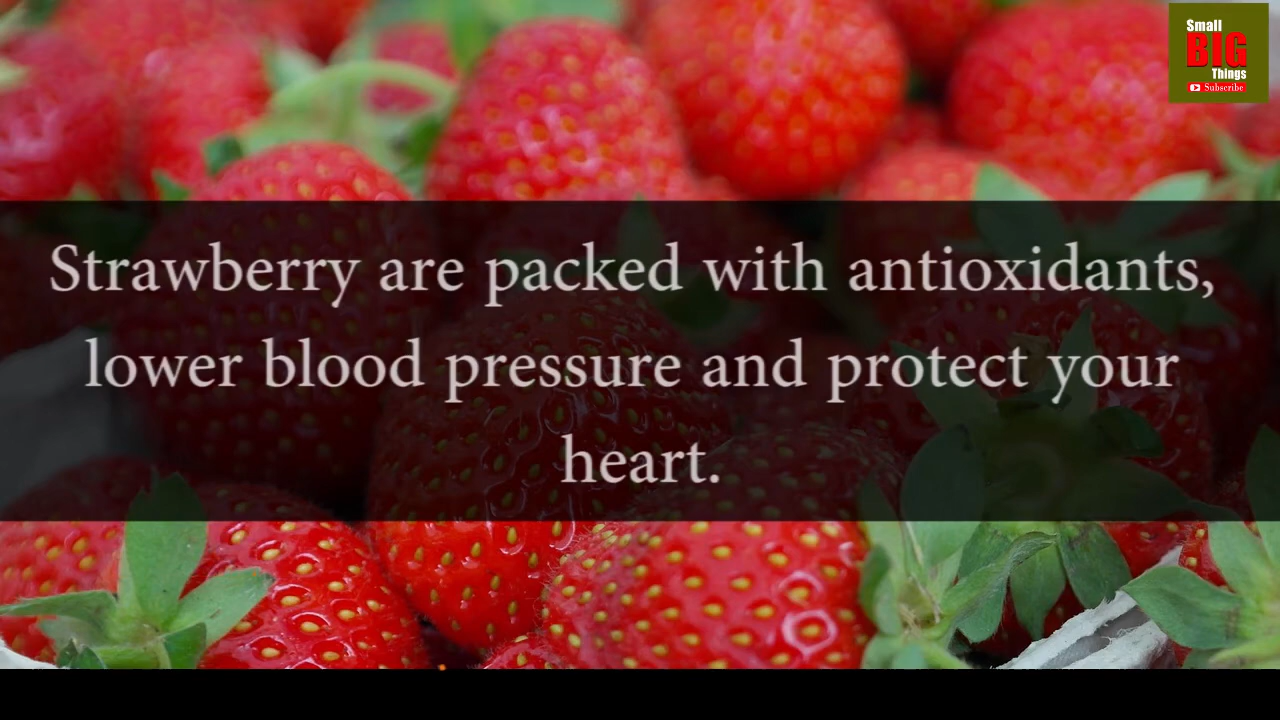 Small
BIG
Things
Subscribe
Strawberry are packed with antioxidants,
lower blood pressure and protect your
heart.